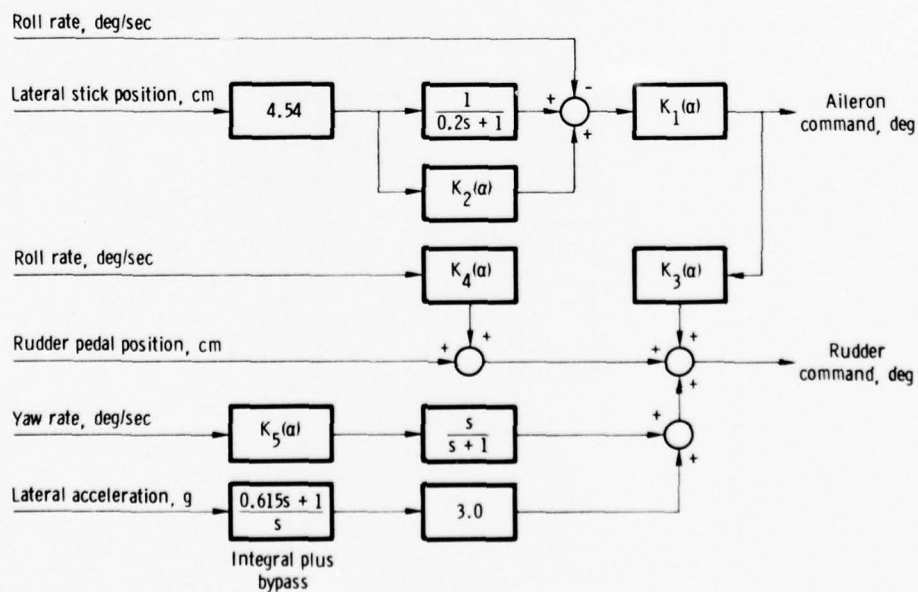 Roll rate, deg/sec
Lateral stick position, cm
4.54
1
0.2s + 1
+
-
+
K1(α)
Aileron
command, deg
K2(α)
Roll rate, deg/sec
K4(α)
K3(α)
Rudder pedal position, cm
+
+
+
+
+
Rudder
command, deg
Yaw rate, deg/sec
K5(α)
s
s + 1
+
+
Lateral acceleration, g
0.615s + 1
s
3.0
Integral plus
bypass